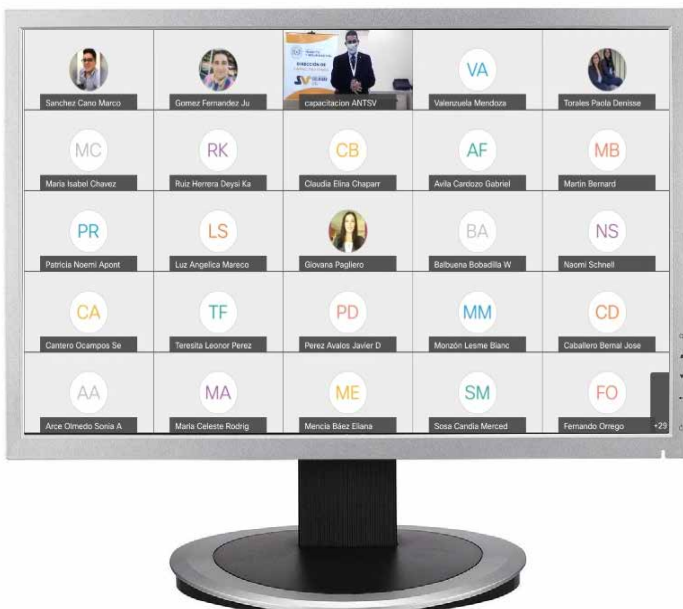 DIRECCIÓN DE
SV
Sanchez Cano Marco
Gomez Fernandez Ju
capacitacion ANTSV
VA
Valenzuela Mendoza
Torales Paola Denisse
MC
Maria Isabel Chavez
RK
Ruiz Herrera Deysi Ka
CB
Claudia Elina Chaparr
AF
Avila Cardozo Gabriel
MB
Martin Bernard
PR
Patricia Noemi Apont
LS
Luz Angelica Mareco
Giovana Pagliero
BA
Balbuena Bobadilla W
NS
Naomi Schnell
CA
Cantero Ocampos Se
TF
Teresita Leonor Perez
PD
Perez Avalos Javier D
MM
Monzón Lesme Blanc
CD
Caballero Bernal Jose
AA
Arce Olmedo Sonia A
MA
Maria Celeste Rodrig
ME
Mencia Báez Eliana
SM
Sosa Candia Merced
FO
Fernando Orrego
+29